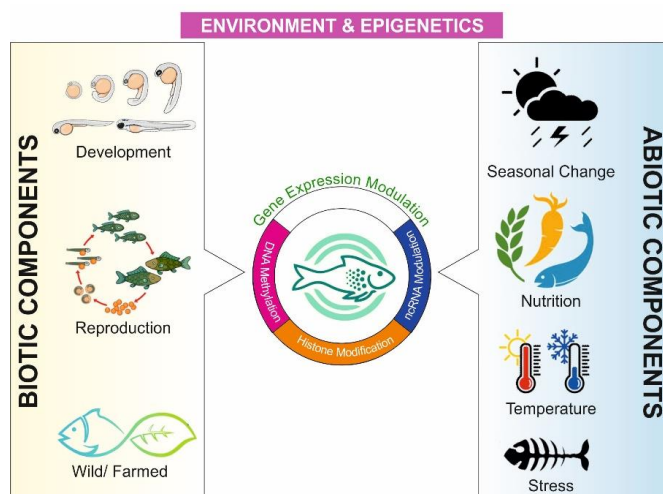 ENVIRONMENT & EPIGENETICS
BIOTIC COMPONENTS
Development
Reproduction
Wild/ Farmed
Gene Expression Modulation
DNA Methylation
Histone Modification
ncRNA Modulation
ABIOTIC COMPONENTS
Seasonal Change
Nutrition
Temperature
Stress